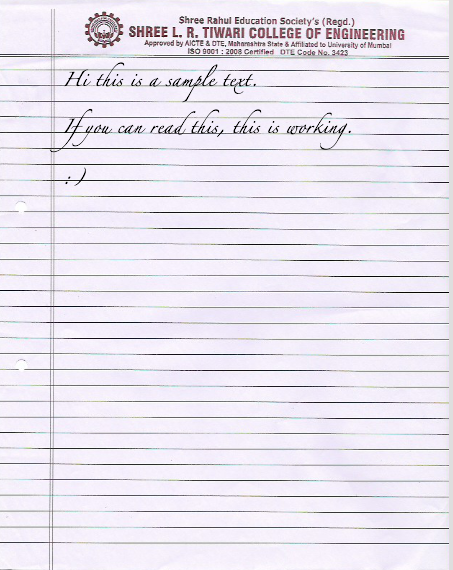 Shree Rahul Education Society's (Regd.)
SHREE L. R. TIWARI COLLEGE OF ENGINEERING
Approved by AICTE & DTE, Maharashtra State & Affiliated to University of Mumbai
ISO 9001 : 2008 Certified DTE Code No. 3423
Hi this is a sample text.
If you can read this, this is working.
:)